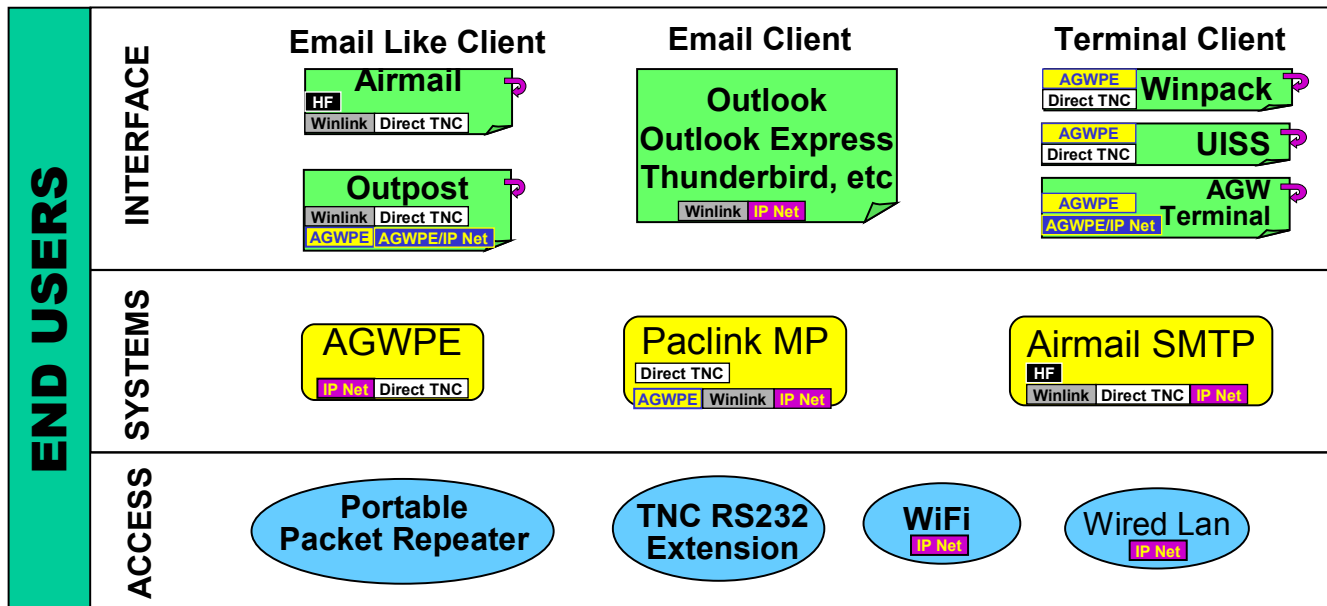 END USERS
INTERFACE
Email Like Client
Airmail
HF
Winlink Direct TNC
Outpost
Winlink Direct TNC
AGWPE AGWPE/IP Net
Email Client
Outlook
Outlook Express
Thunderbird, etc
Winlink IP Net
Terminal Client
AGWPE
Direct TNC
Winpack
AGWPE
Direct TNC
UISS
AGWPE
AGWPE/IP Net
AGW
Terminal
SYSTEMS
AGWPE
IP Net Direct TNC
Paclink MP
Direct TNC
AGWPE Winlink IP Net
Airmail SMTP
HF
Winlink Direct TNC IP Net
ACCESS
Portable
Packet Repeater
TNC RS232
Extension
WiFi
IP Net
Wired Lan
IP Net